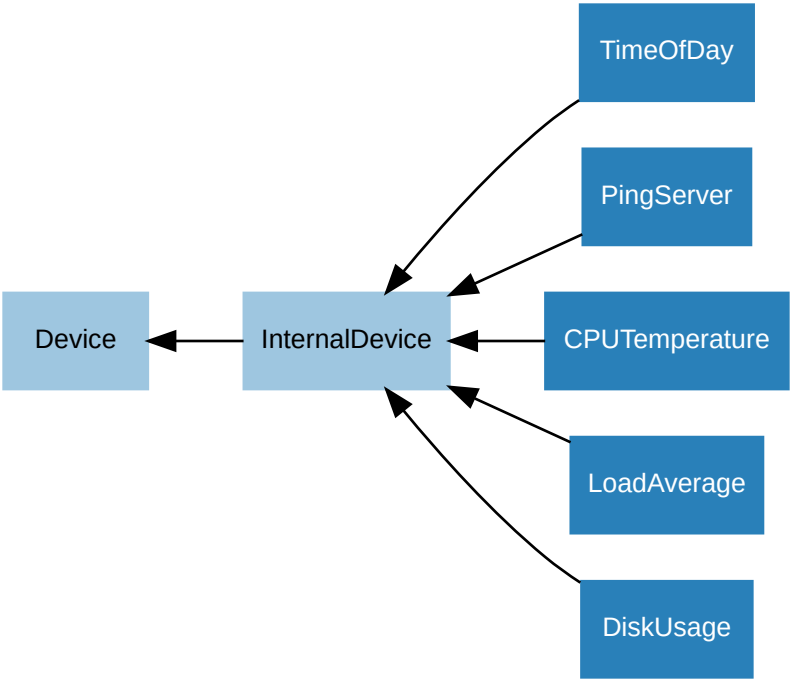 TimeOfDay
PingServer
Device
InternalDevice
CPUTemperature
LoadAverage
DiskUsage